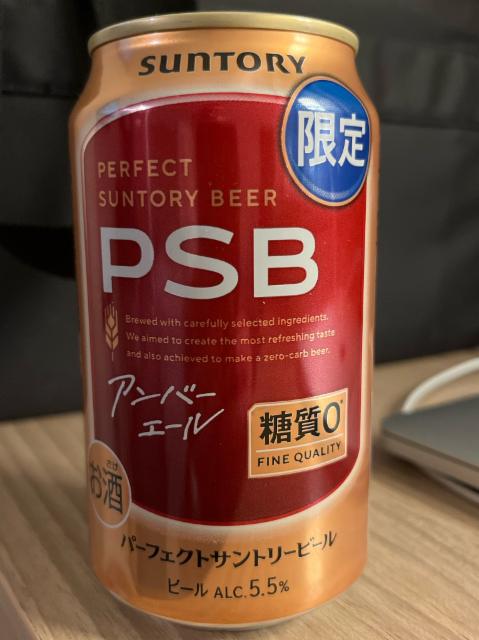 SUNTORY
限定
PERFECT
SUNTORY BEER
PSB
Brewed with carefully selected ingredients.
We aimed to create the most refreshing taste
and also achieved to make a zero-carb beer.
アンバー
エール
糖質0*
FINE QUALITY
さけ
お酒
パーフェクトサントリービール
ビール ALC.5.5%